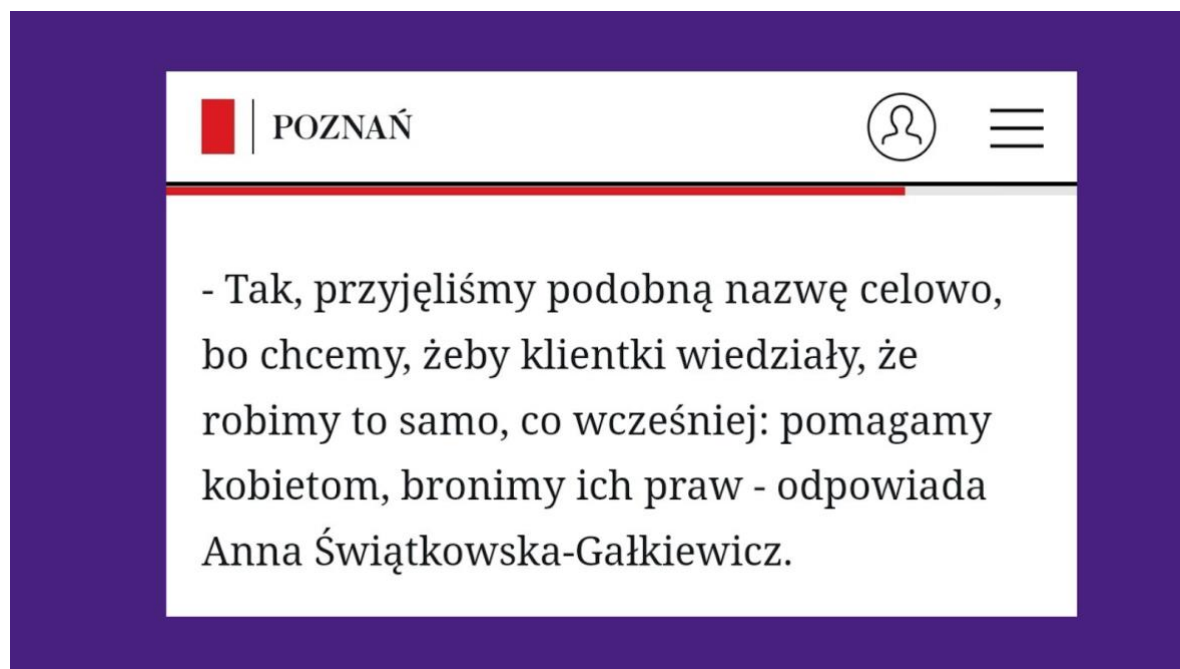 POZNAŃ
- Tak, przyjęliśmy podobną nazwę celowo,
bo chcemy, żeby klientki wiedziały, że
robimy to samo, co wcześniej: pomagamy
kobietom, bronimy ich praw - odpowiada
Anna Świątkowska-Gałkiewicz.